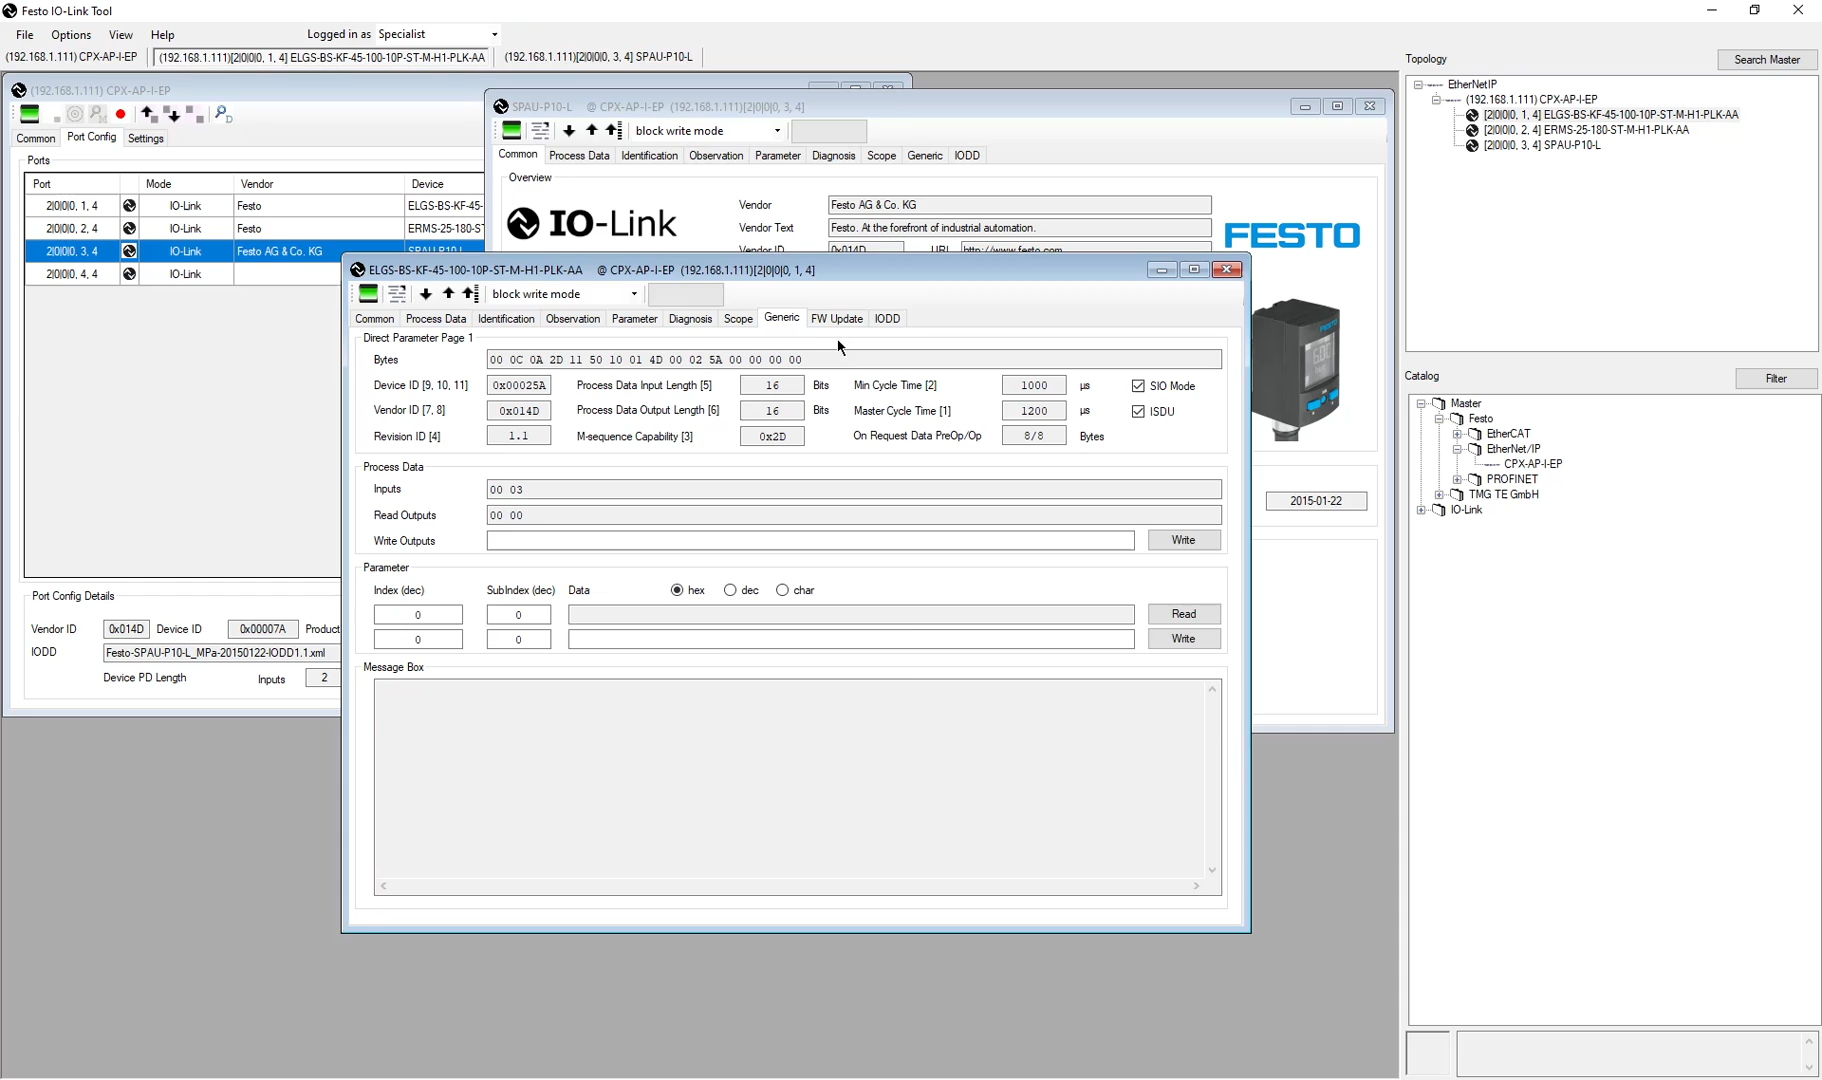 Festo IO-Link Tool
File Options View Help Logged in as Specialist
(192.168.1.111) CPX-AP-I-EP (192.168.1.111)[2|0|0|0, 1, 4] ELGS-BS-KF-45-100-10P-ST-M-H1-PLK-AA (192.168.1.111)[2|0|0|0, 3, 4] SPAU-P10-L
(192.168.1.111) CPX-AP-I-EP
Common Port Config Settings
Ports
Port Mode Vendor Device
2|0|0|0, 1, 4 IO-Link Festo ELGS-BS-KF-45-
2|0|0|0, 2, 4 IO-Link Festo ERMS-25-180-ST
2|0|0|0, 3, 4 IO-Link Festo AG & Co. KG SPAU-P10-L
2|0|0|0, 4, 4 IO-Link
Port Config Details
Vendor ID 0x014D Device ID 0x00007A Product
IODD Festo-SPAU-P10-L_MPa-20150122-IODD1.1.xml
Device PD Length Inputs 2
SPAU-P10-L @ CPX-AP-I-EP (192.168.1.111)[2|0|0|0, 3, 4]
block write mode
Common Process Data Identification Observation Parameter Diagnosis Scope Generic IODD
Overview
IO-Link
Vendor Festo AG & Co. KG
Vendor Text Festo. At the forefront of industrial automation.
Vendor ID 0x014D URL http://www.festo.com
FESTO
2015-01-22
ELGS-BS-KF-45-100-10P-ST-M-H1-PLK-AA @ CPX-AP-I-EP (192.168.1.111)[2|0|0|0, 1, 4]
block write mode
Common Process Data Identification Observation Parameter Diagnosis Scope Generic FW Update IODD
Direct Parameter Page 1
Bytes 00 0C 0A 2D 11 50 10 01 4D 00 02 5A 00 00 00 00
Device ID [9, 10, 11] 0x00025A Process Data Input Length [5] 16 Bits Min Cycle Time [2] 1000 µs SIO Mode
Vendor ID [7, 8] 0x014D Process Data Output Length [6] 16 Bits Master Cycle Time [1] 1200 µs ISDU
Revision ID [4] 1.1 M-sequence Capability [3] 0x2D On Request Data PreOp/Op 8/8 Bytes
Process Data
Inputs 00 03
Read Outputs 00 00
Write Outputs Write
Parameter
Index (dec) SubIndex (dec) Data hex dec char
0 0 Read
0 0 Write
Message Box
Topology Search Master
EtherNetIP
(192.168.1.111) CPX-AP-I-EP
[2|0|0|0, 1, 4] ELGS-BS-KF-45-100-10P-ST-M-H1-PLK-AA
[2|0|0|0, 2, 4] ERMS-25-180-ST-M-H1-PLK-AA
[2|0|0|0, 3, 4] SPAU-P10-L
Catalog Filter
Master
Festo
EtherCAT
EtherNet/IP
CPX-AP-I-EP
PROFINET
TMG TE GmbH
IO-Link